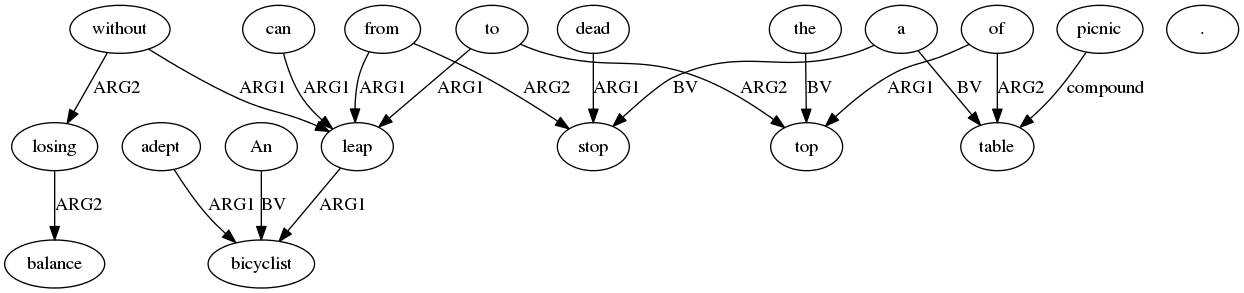 without can from to dead the a of picnic .
ARG2 ARG1 ARG1 ARG1 ARG1 ARG2 ARG1 BV ARG2 BV ARG1 BV ARG2 compound
losing adept An leap stop top table
ARG2 ARG1 BV ARG1
balance bicyclist